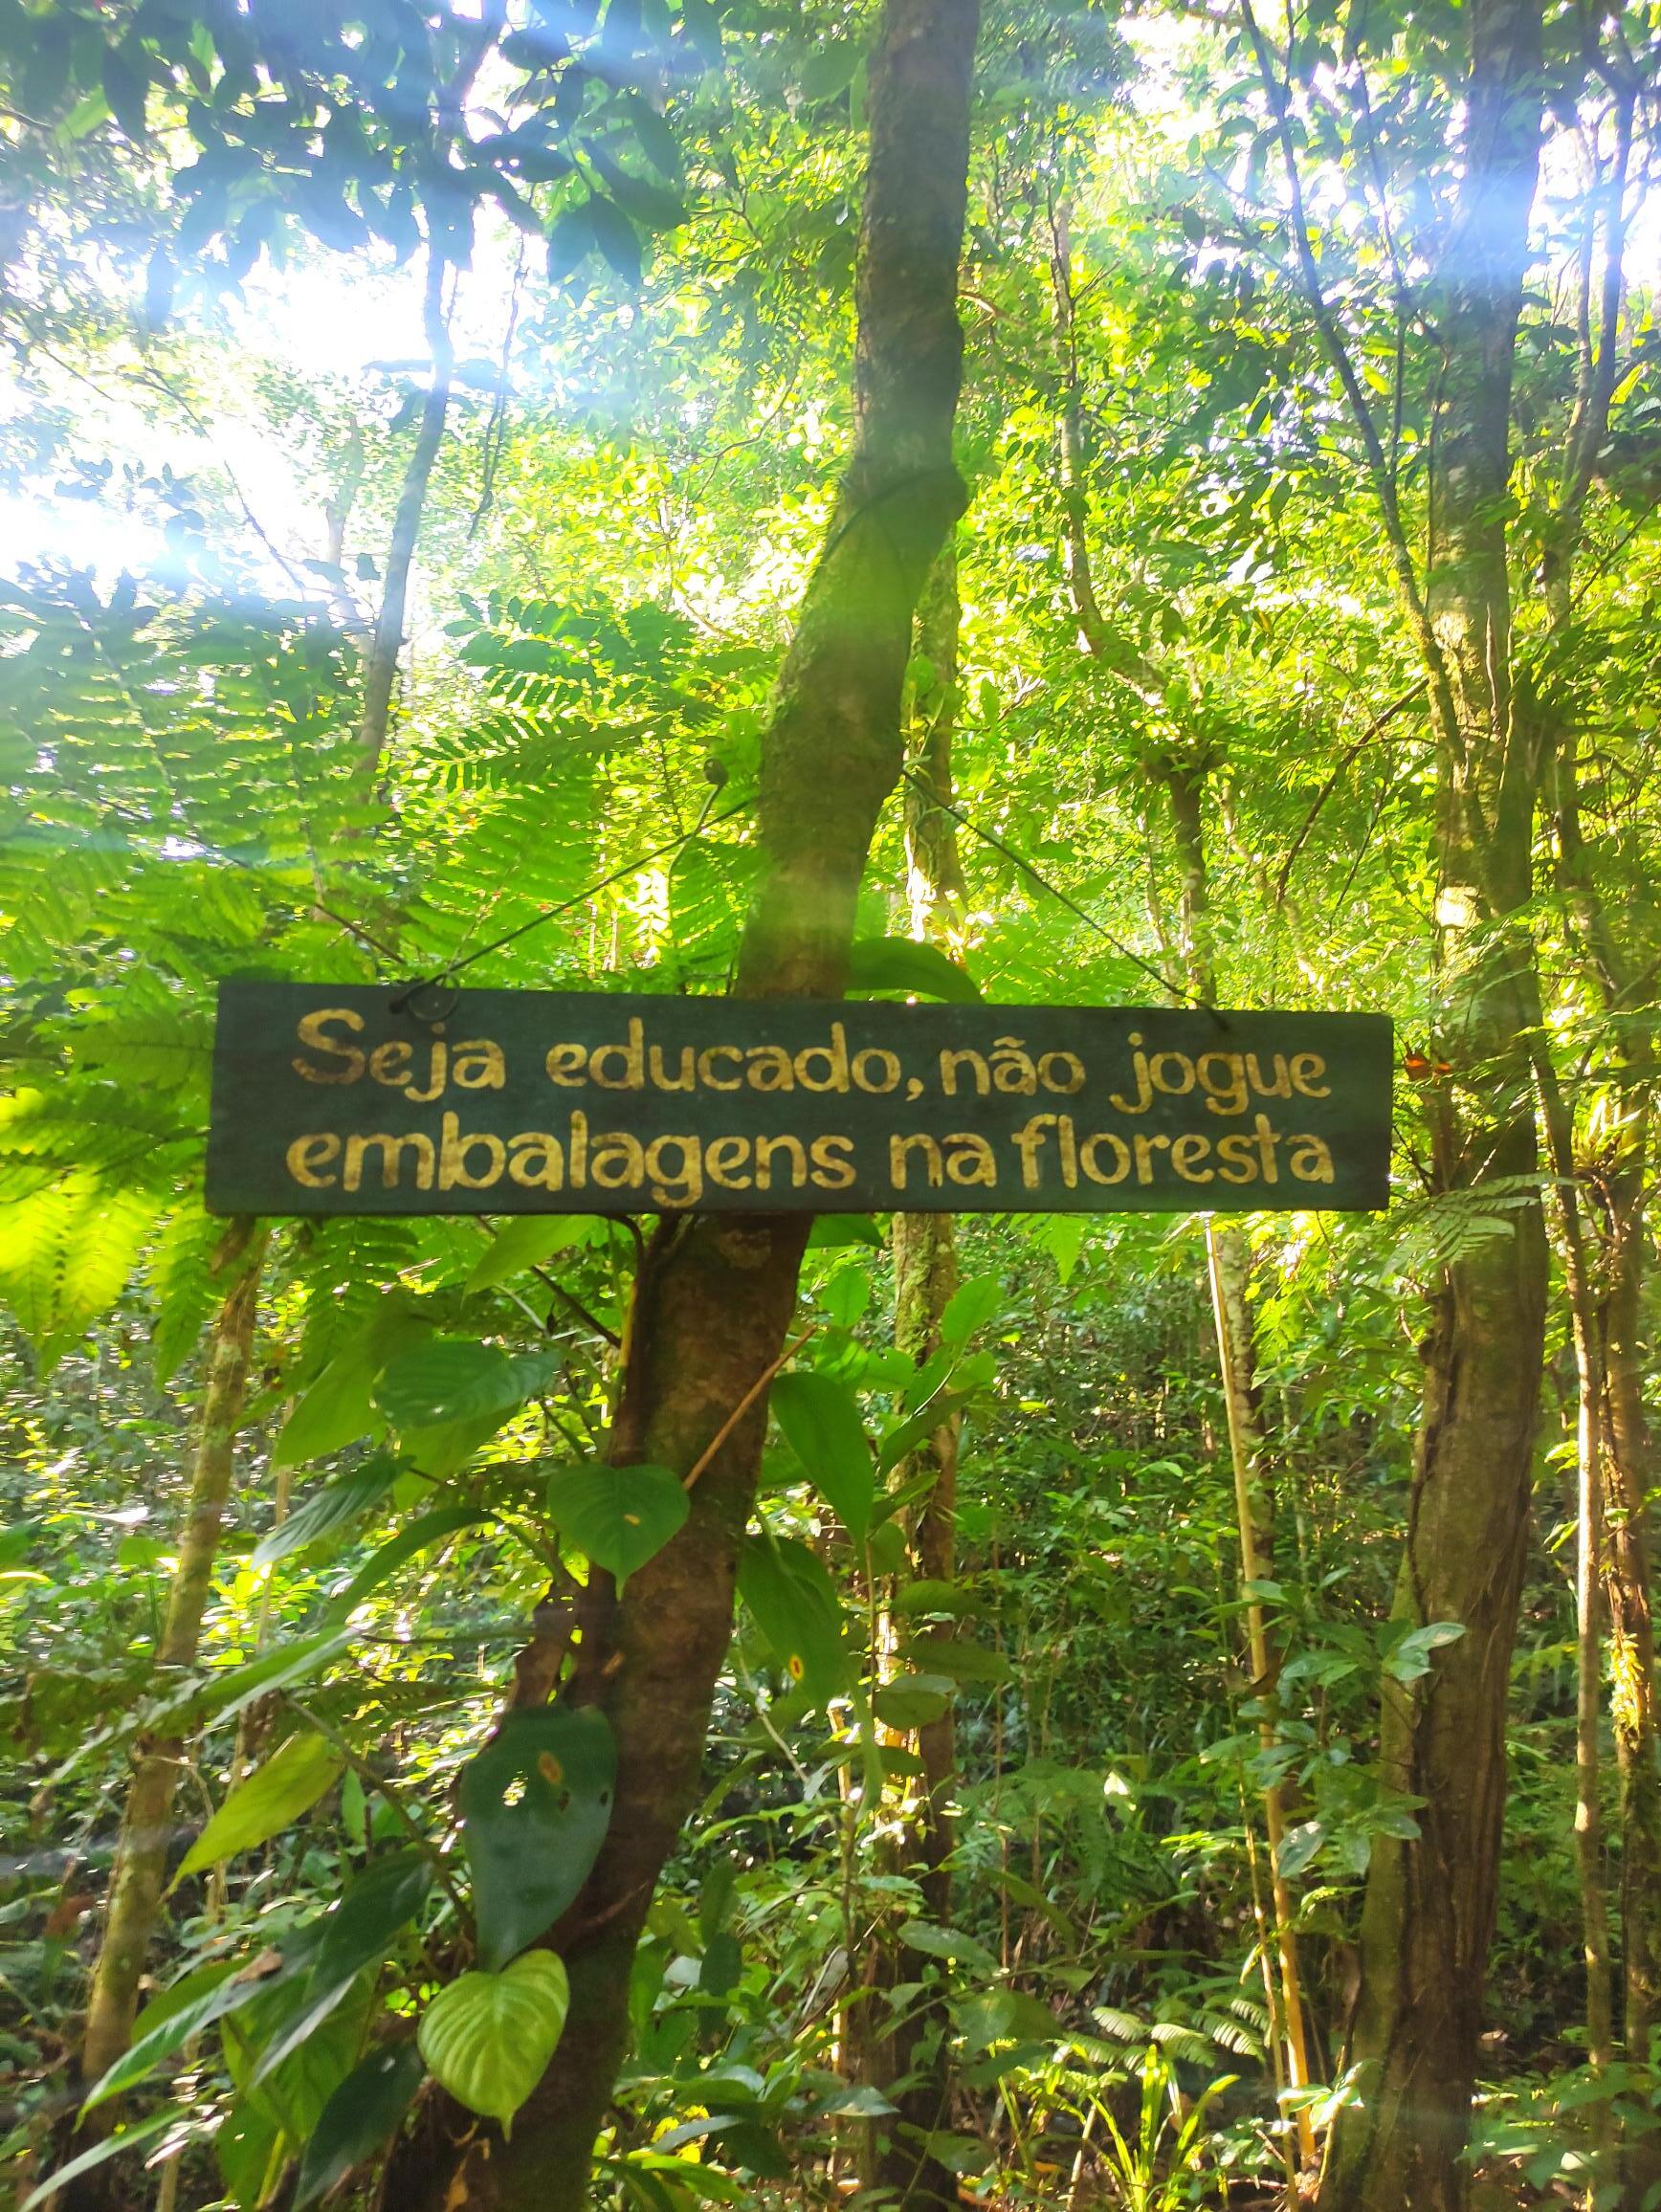 Seja educado, não jogue
embalagens na floresta